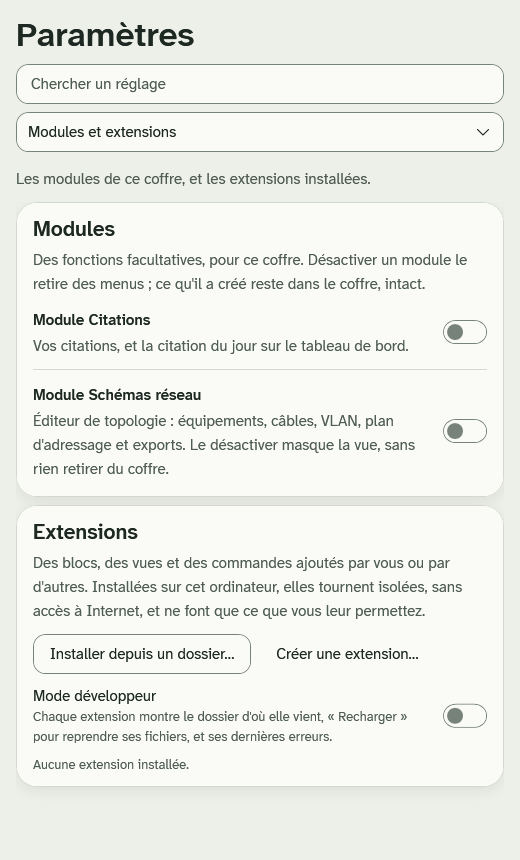 Paramètres
Chercher un réglage
Modules et extensions
Les modules de ce coffre, et les extensions installées.
Modules
Des fonctions facultatives, pour ce coffre. Désactiver un module le
retire des menus ; ce qu'il a créé reste dans le coffre, intact.
Module Citations
Vos citations, et la citation du jour sur le tableau de bord.
Module Schémas réseau
Éditeur de topologie : équipements, câbles, VLAN, plan
d'adressage et exports. Le désactiver masque la vue, sans
rien retirer du coffre.
Extensions
Des blocs, des vues et des commandes ajoutés par vous ou par
d'autres. Installées sur cet ordinateur, elles tournent isolées, sans
accès à Internet, et ne font que ce que vous leur permettez.
Installer depuis un dossier...
Créer une extension...
Mode développeur
Chaque extension montre le dossier d'où elle vient, « Recharger »
pour reprendre ses fichiers, et ses dernières erreurs.
Aucune extension installée.